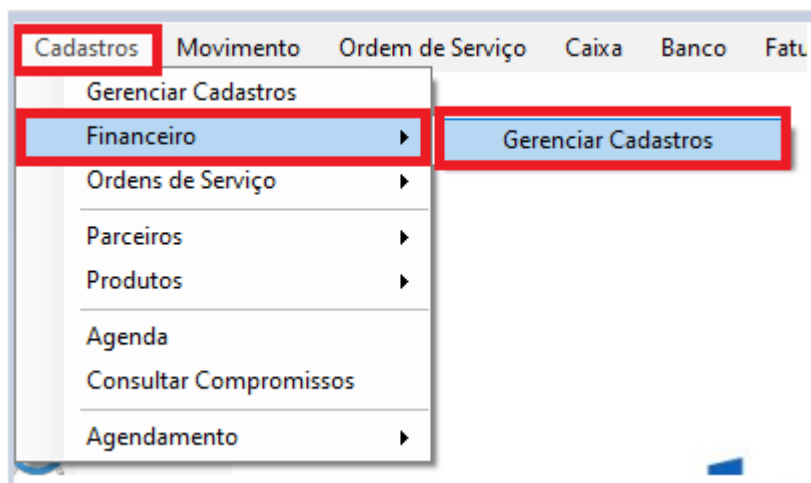 Cadastros Movimento Ordem de Serviço Caixa Banco Fatu
Gerenciar Cadastros
Financeiro Gerenciar Cadastros
Ordens de Serviço
Parceiros
Produtos
Agenda
Consultar Compromissos
Agendamento